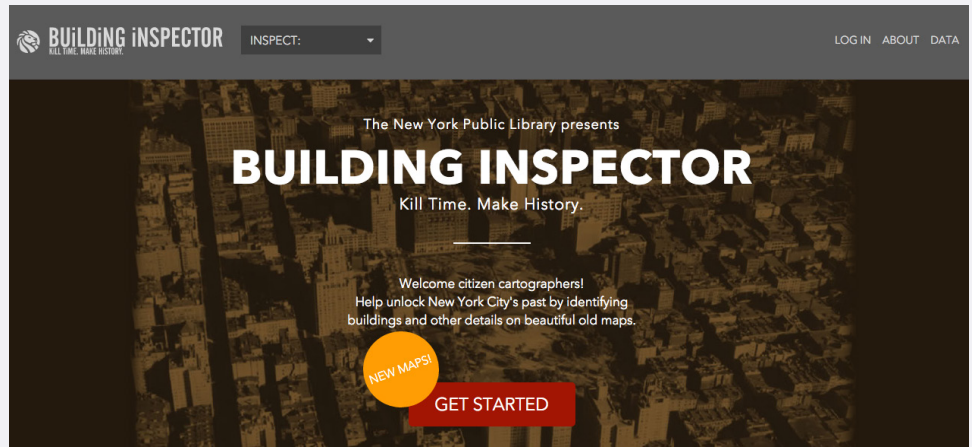 BUiLDiNG iNSPECTOR
KILL TIME. MAKE HISTORY.
INSPECT:
LOG IN ABOUT DATA
The New York Public Library presents
BUILDING INSPECTOR
Kill Time. Make History.
Welcome citizen cartographers!
Help unlock New York City's past by identifying
buildings and other details on beautiful old maps.
NEW MAPS!
GET STARTED